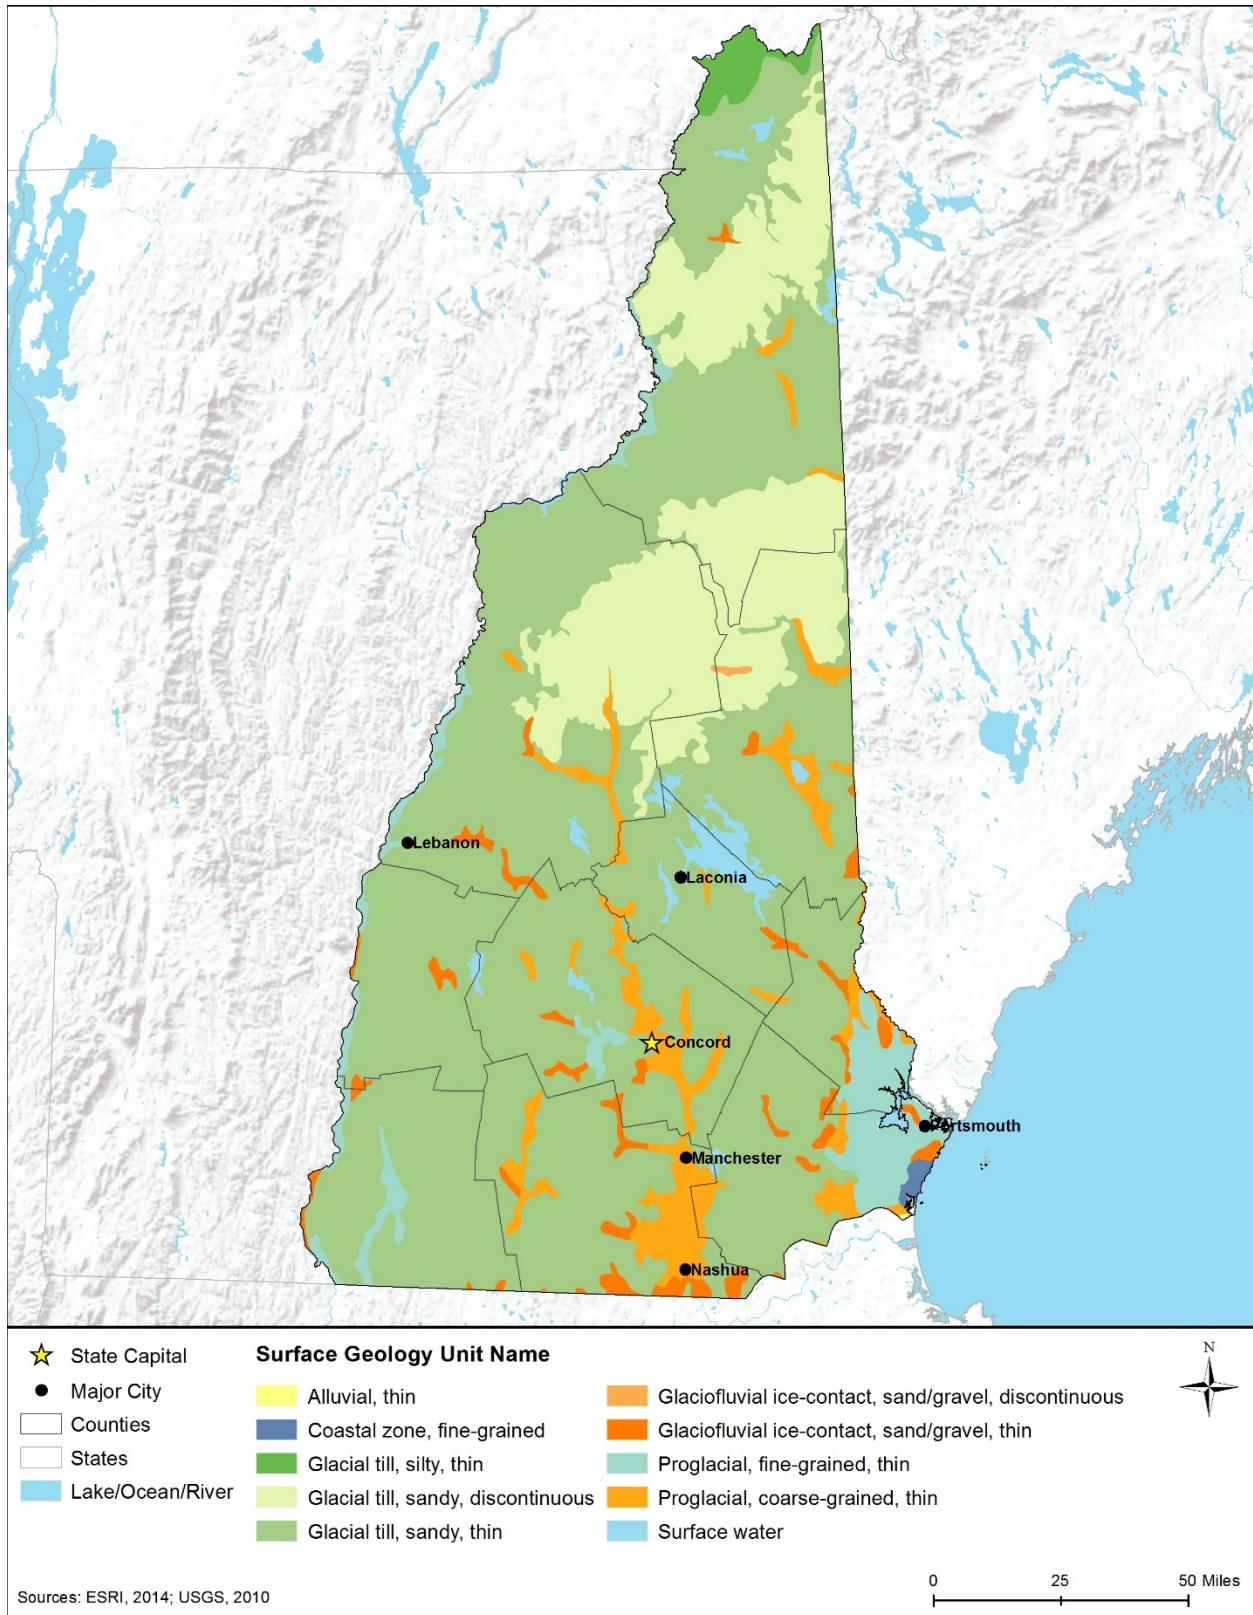 Lebanon
Laconia
Concord
Portsmouth
Manchester
Nashua
State Capital
Major City
Counties
States
Lake/Ocean/River
Surface Geology Unit Name
Alluvial, thin
Coastal zone, fine-grained
Glacial till, silty, thin
Glacial till, sandy, discontinuous
Glacial till, sandy, thin
Glaciofluvial ice-contact, sand/gravel, discontinuous
Glaciofluvial ice-contact, sand/gravel, thin
Proglacial, fine-grained, thin
Proglacial, coarse-grained, thin
Surface water
N
0 25 50 Miles
Sources: ESRI, 2014; USGS, 2010